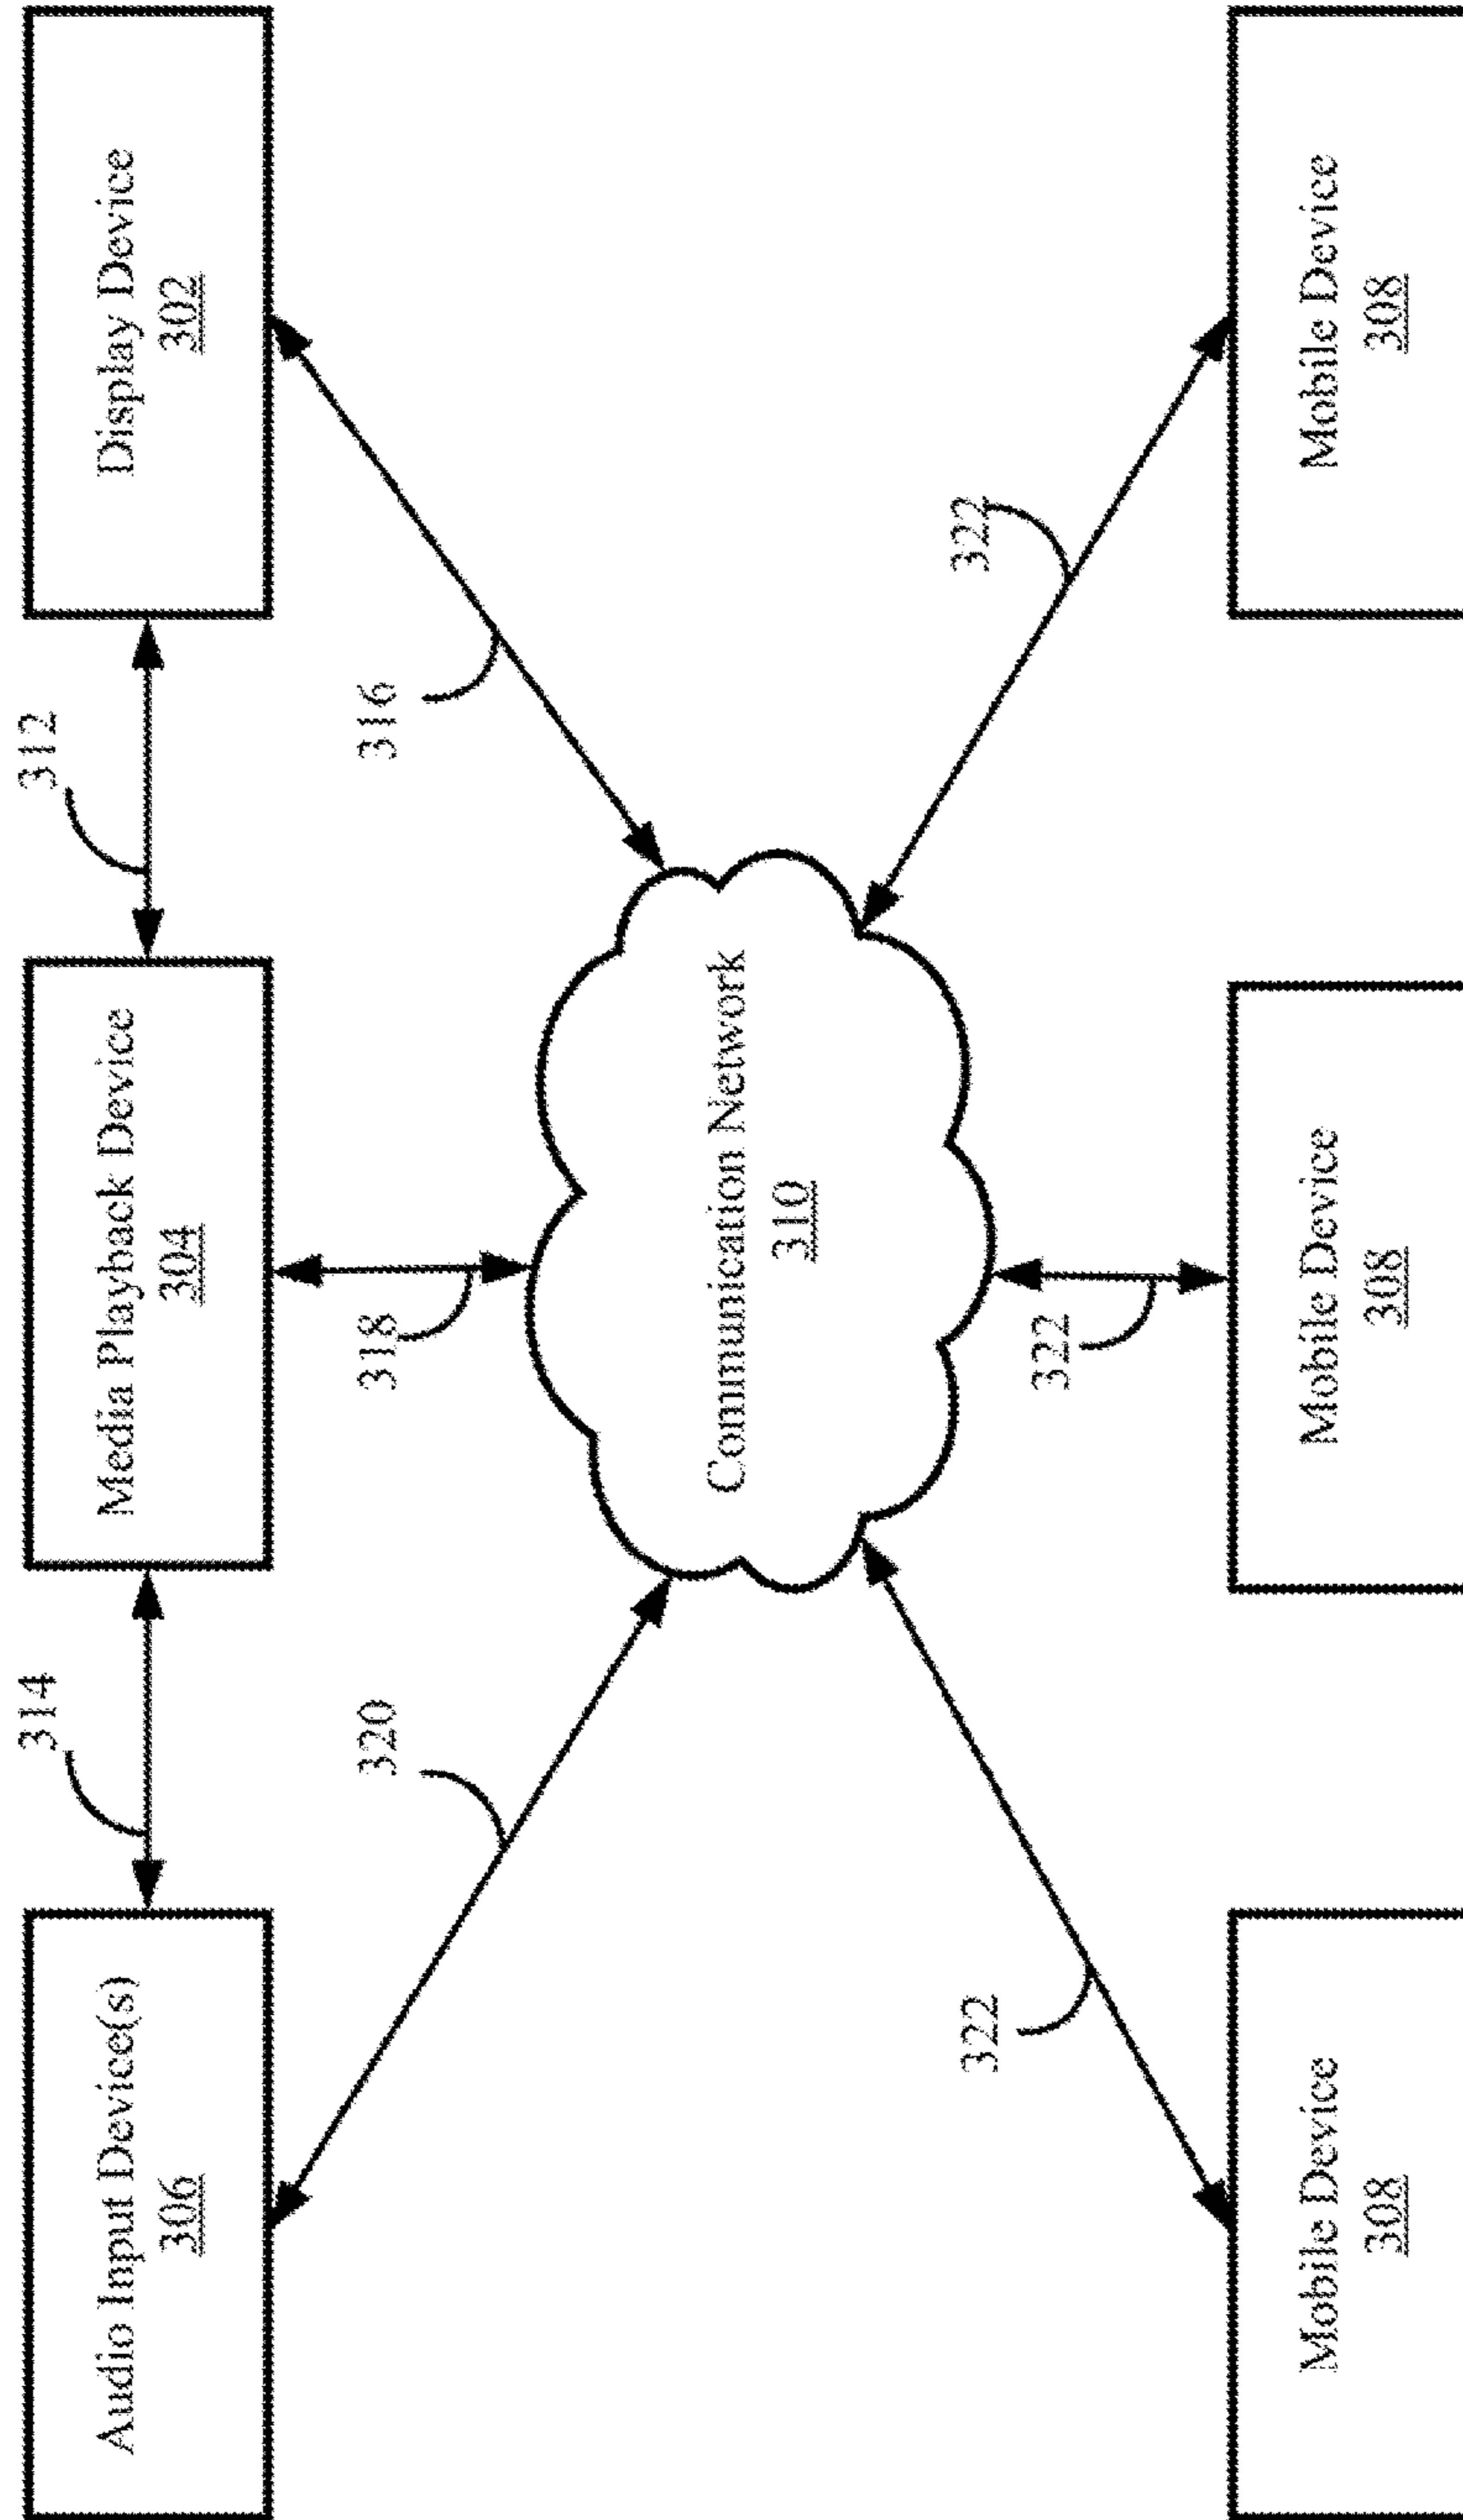 314
312
Audio Input Device(s)
306
Media Playback Device
304
Display Device
302
320
318
316
Communication Network
310
322
322
322
Mobile Device
308
Mobile Device
308
Mobile Device
308